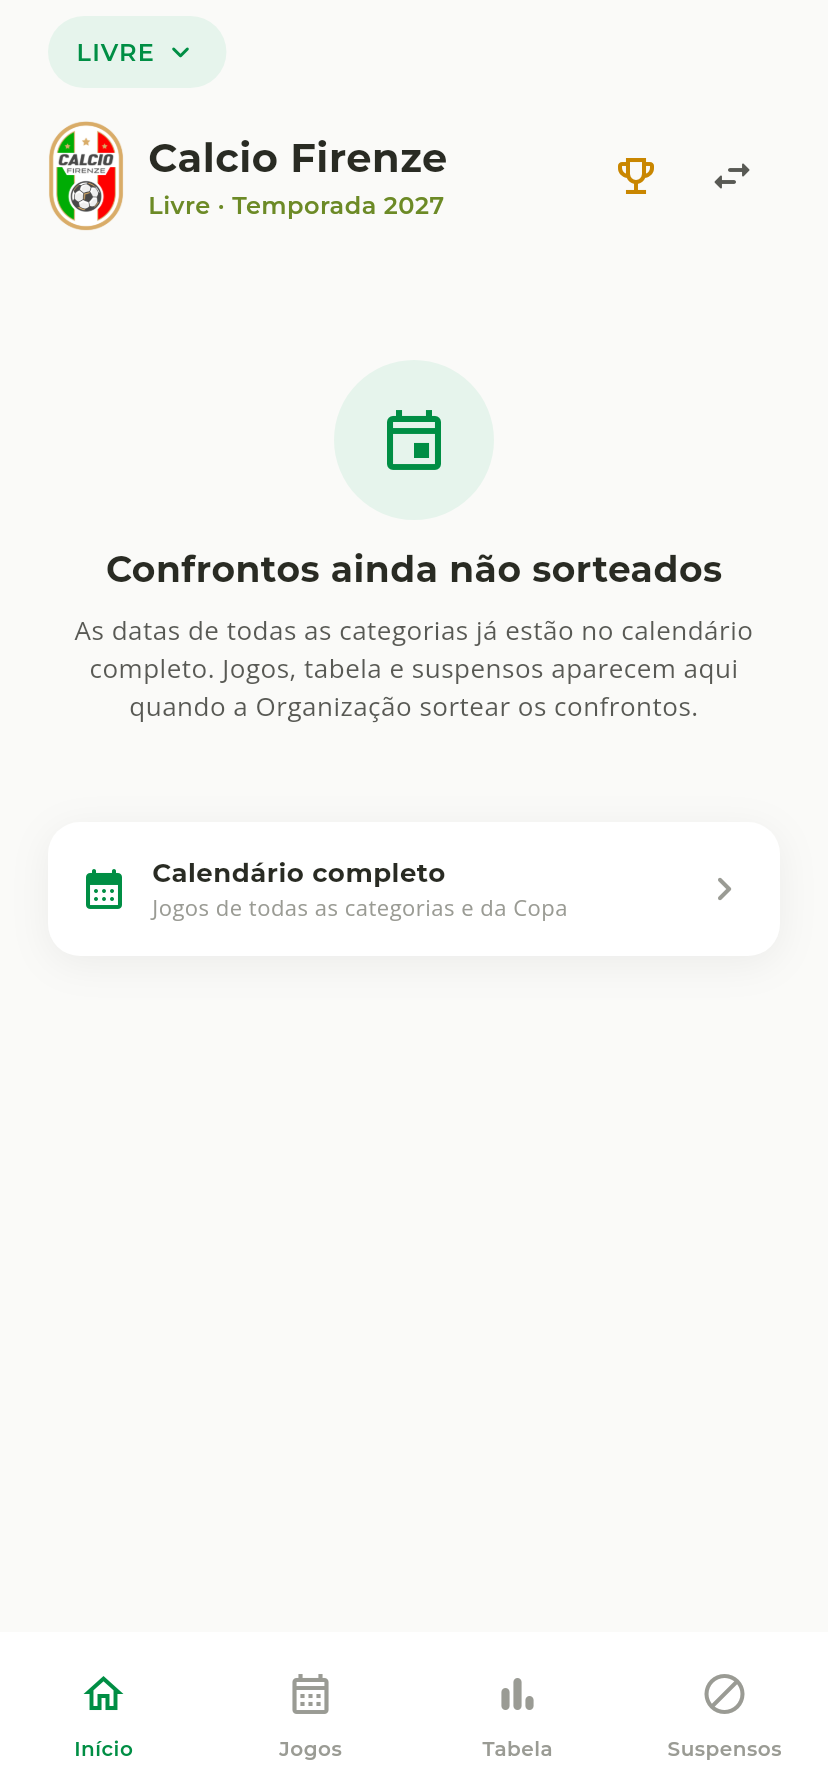 LIVRE
CALCIO
FIRENZE
Calcio Firenze
Livre · Temporada 2027
Confrontos ainda não sorteados
As datas de todas as categorias já estão no calendário
completo. Jogos, tabela e suspensos aparecem aqui
quando a Organização sortear os confrontos.
Calendário completo
Jogos de todas as categorias e da Copa
Início
Jogos
Tabela
Suspensos